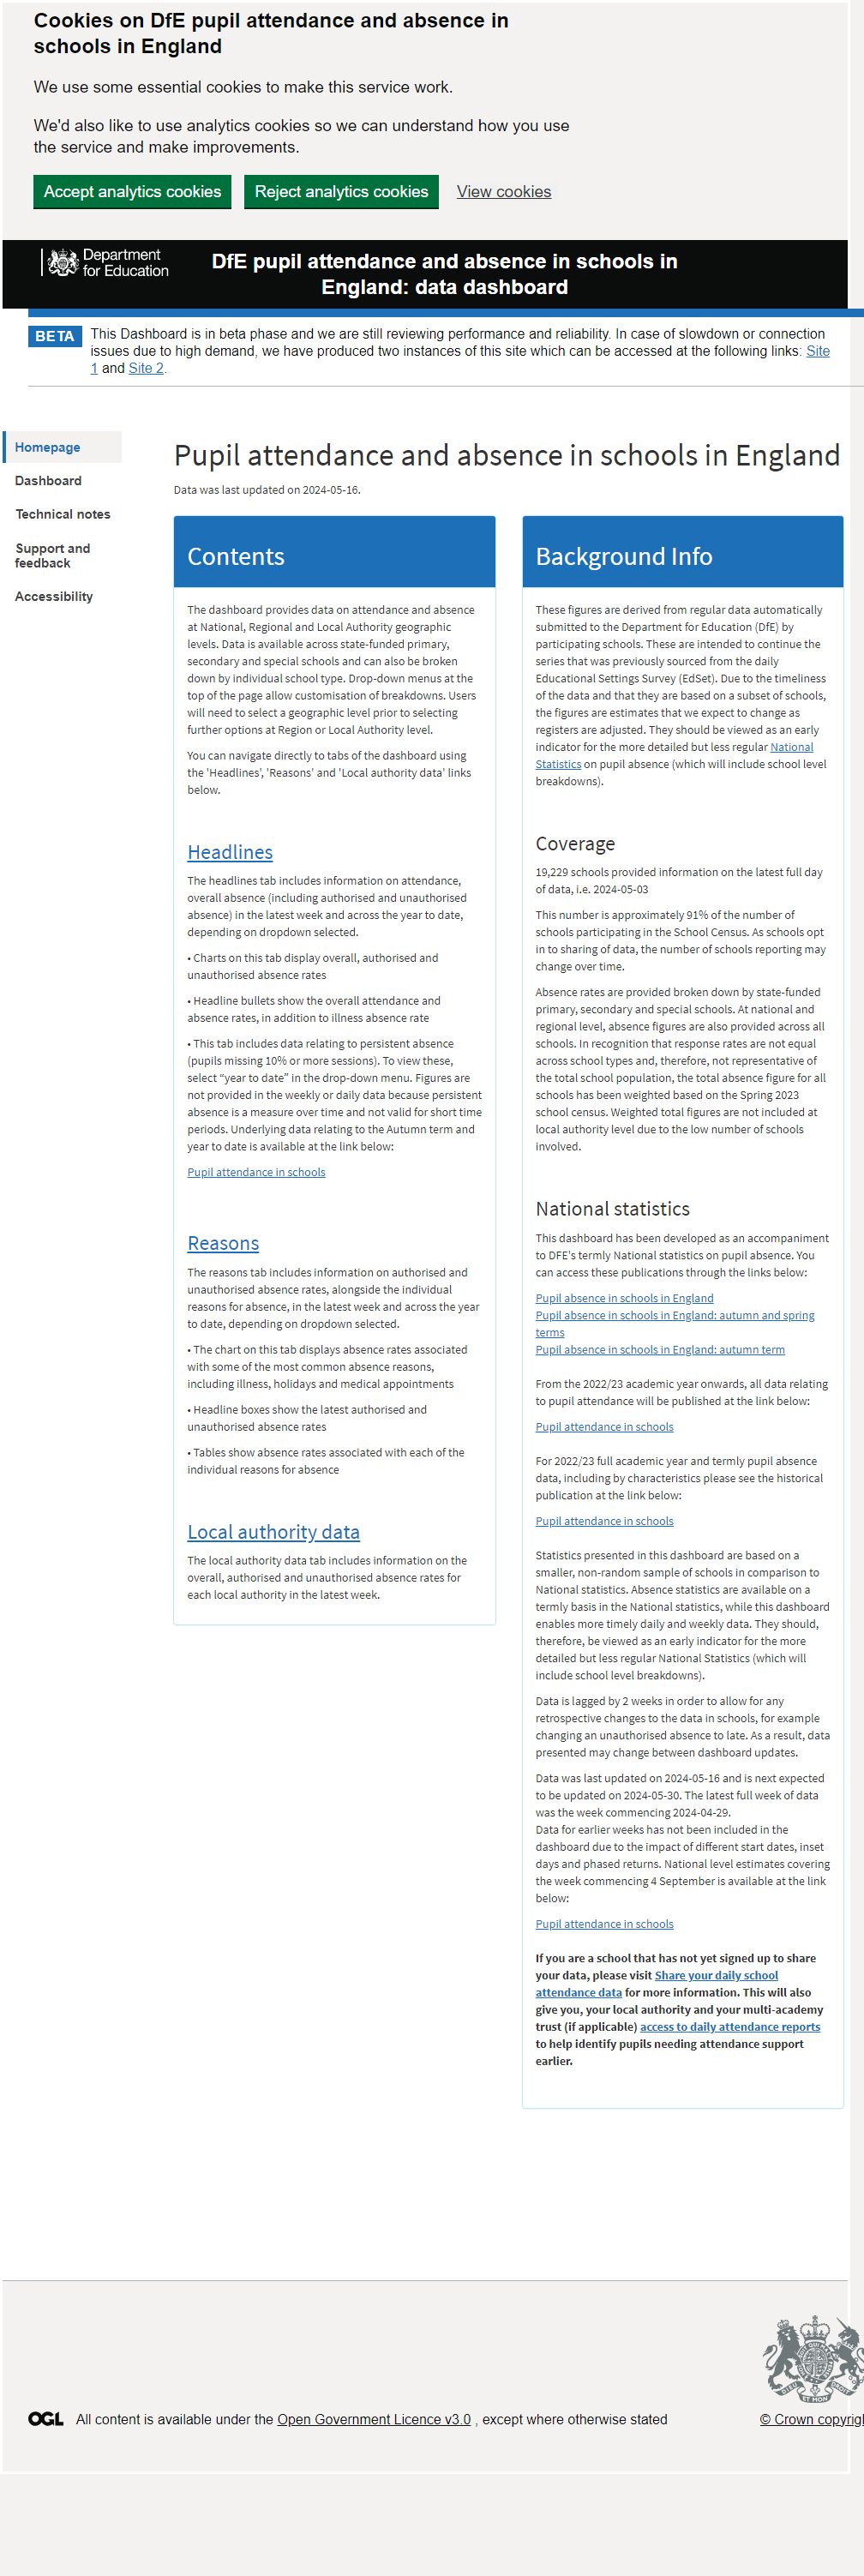 Cookies on DfE pupil attendance and absence in
schools in England
We use some essential cookies to make this service work.
We'd also like to use analytics cookies so we can understand how you use
the service and make improvements.
Accept analytics cookies
Reject analytics cookies
View cookies
Department
for Education
DfE pupil attendance and absence in schools in
England: data dashboard
BETA
This Dashboard is in beta phase and we are still reviewing performance and reliability. In case of slowdown or connection
issues due to high demand, we have produced two instances of this site which can be accessed at the following links: Site
1 and Site 2.
Homepage
Dashboard
Technical notes
Support and
feedback
Accessibility
Pupil attendance and absence in schools in England
Data was last updated on 2024-05-16.
Contents
The dashboard provides data on attendance and absence
at National, Regional and Local Authority geographic
levels. Data is available across state-funded primary,
secondary and special schools and can also be broken
down by individual school type. Drop-down menus at the
top of the page allow customisation of breakdowns. Users
will need to select a geographic level prior to selecting
further options at Region or Local Authority level.
You can navigate directly to tabs of the dashboard using
the 'Headlines', 'Reasons' and 'Local authority data' links
below.
Headlines
The headlines tab includes information on attendance,
overall absence (including authorised and unauthorised
absence) in the latest week and across the year to date,
depending on dropdown selected.
• Charts on this tab display overall, authorised and
unauthorised absence rates
• Headline bullets show the overall attendance and
absence rates, in addition to illness absence rate
• This tab includes data relating to persistent absence
(pupils missing 10% or more sessions). To view these,
select “year to date” in the drop-down menu. Figures are
not provided in the weekly or daily data because persistent
absence is a measure over time and not valid for short time
periods. Underlying data relating to the Autumn term and
year to date is available at the link below:
Pupil attendance in schools
Reasons
The reasons tab includes information on authorised and
unauthorised absence rates, alongside the individual
reasons for absence, in the latest week and across the year
to date, depending on dropdown selected.
• The chart on this tab displays absence rates associated
with some of the most common absence reasons,
including illness, holidays and medical appointments
• Headline boxes show the latest authorised and
unauthorised absence rates
• Tables show absence rates associated with each of the
individual reasons for absence
Local authority data
The local authority data tab includes information on the
overall, authorised and unauthorised absence rates for
each local authority in the latest week.
Background Info
These figures are derived from regular data automatically
submitted to the Department for Education (DfE) by
participating schools. These are intended to continue the
series that was previously sourced from the daily
Educational Settings Survey (EdSet). Due to the timeliness
of the data and that they are based on a subset of schools,
the figures are estimates that we expect to change as
registers are adjusted. They should be viewed as an early
indicator for the more detailed but less regular National
Statistics on pupil absence (which will include school level
breakdowns).
Coverage
19,229 schools provided information on the latest full day
of data, i.e. 2024-05-03
This number is approximately 91% of the number of
schools participating in the School Census. As schools opt
in to sharing of data, the number of schools reporting may
change over time.
Absence rates are provided broken down by state-funded
primary, secondary and special schools. At national and
regional level, absence figures are also provided across all
schools. In recognition that response rates are not equal
across school types and, therefore, not representative of
the total school population, the total absence figure for all
schools has been weighted based on the Spring 2023
school census. Weighted total figures are not included at
local authority level due to the low number of schools
involved.
National statistics
This dashboard has been developed as an accompaniment
to DFE's termly National statistics on pupil absence. You
can access these publications through the links below:
Pupil absence in schools in England
Pupil absence in schools in England: autumn and spring
terms
Pupil absence in schools in England: autumn term
From the 2022/23 academic year onwards, all data relating
to pupil attendance will be published at the link below:
Pupil attendance in schools
For 2022/23 full academic year and termly pupil absence
data, including by characteristics please see the historical
publication at the link below:
Pupil attendance in schools
Statistics presented in this dashboard are based on a
smaller, non-random sample of schools in comparison to
National statistics. Absence statistics are available on a
termly basis in the National statistics, while this dashboard
enables more timely daily and weekly data. They should,
therefore, be viewed as an early indicator for the more
detailed but less regular National Statistics (which will
include school level breakdowns).
Data is lagged by 2 weeks in order to allow for any
retrospective changes to the data in schools, for example
changing an unauthorised absence to late. As a result, data
presented may change between dashboard updates.
Data was last updated on 2024-05-16 and is next expected
to be updated on 2024-05-30. The latest full week of data
was the week commencing 2024-04-29.
Data for earlier weeks has not been included in the
dashboard due to the impact of different start dates, inset
days and phased returns. National level estimates covering
the week commencing 4 September is available at the link
below:
Pupil attendance in schools
If you are a school that has not yet signed up to share
your data, please visit Share your daily school
attendance data for more information. This will also
give you, your local authority and your multi-academy
trust (if applicable) access to daily attendance reports
to help identify pupils needing attendance support
earlier.
OGL
All content is available under the Open Government Licence v3.0 , except where otherwise stated
© Crown copyrigh